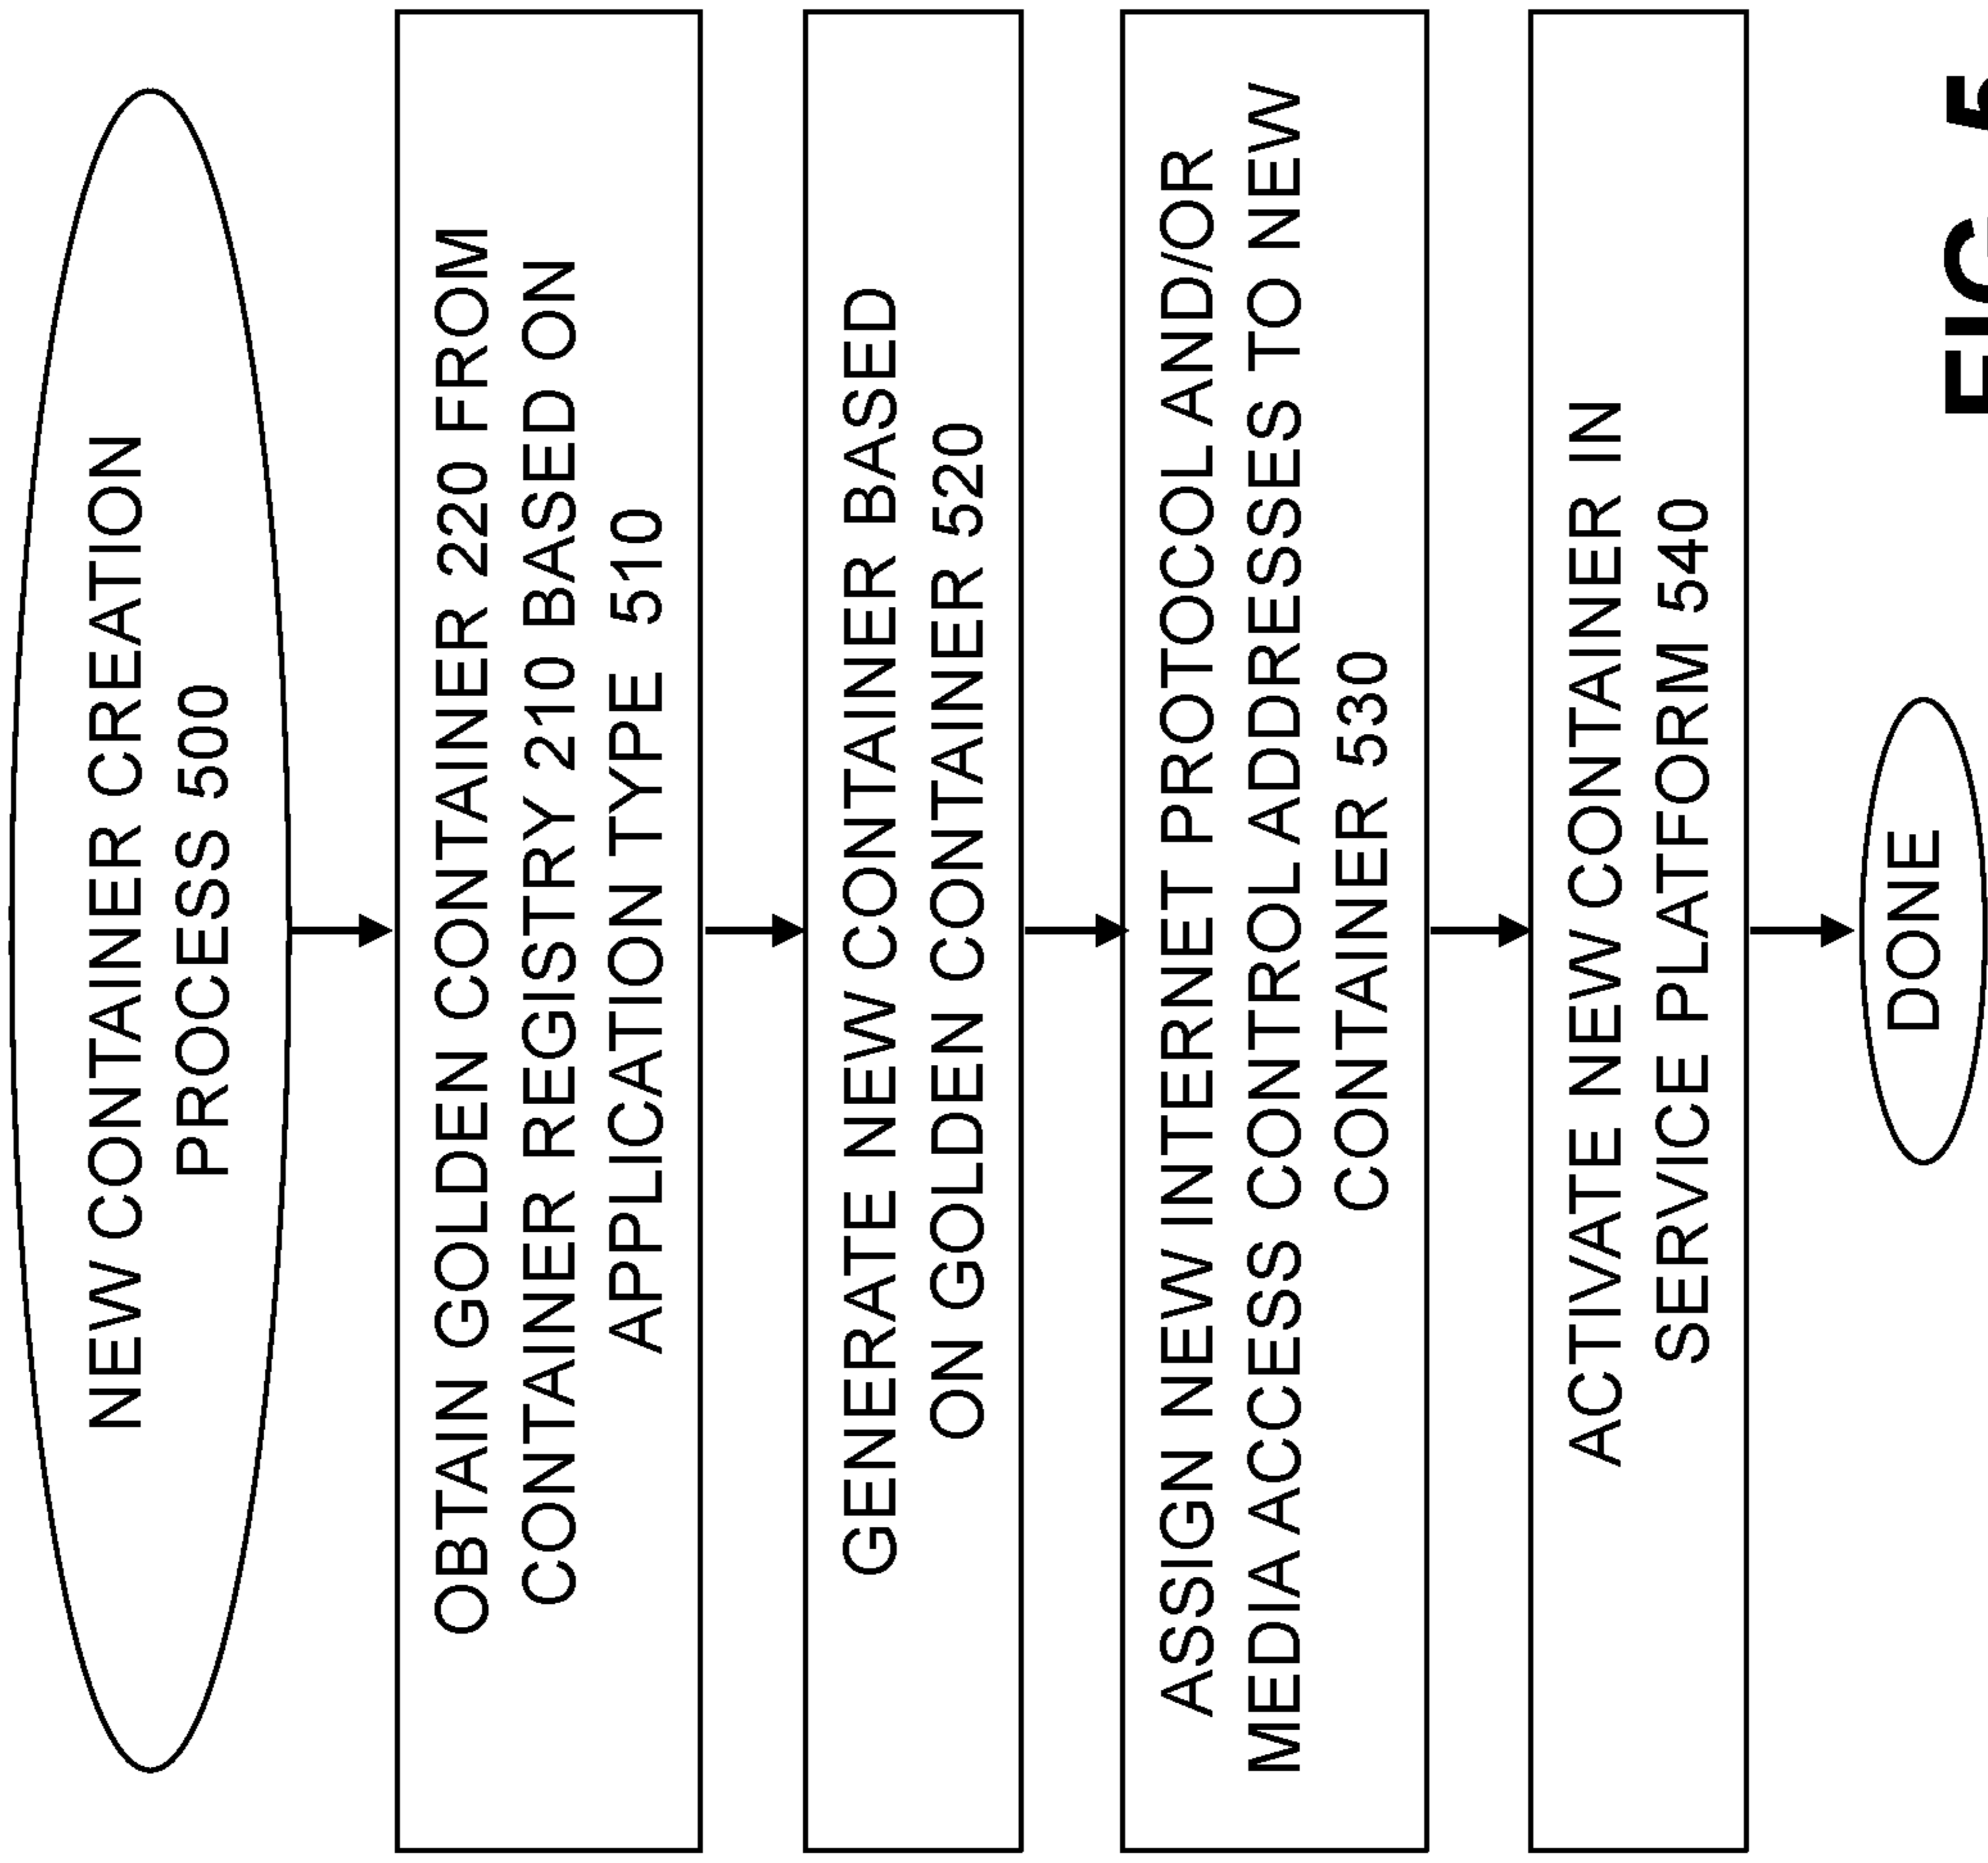 NEW CONTAINER CREATION
PROCESS 500
OBTAIN GOLDEN CONTAINER 220 FROM
CONTAINER REGISTRY 210 BASED ON
APPLICATION TYPE 510
GENERATE NEW CONTAINER BASED
ON GOLDEN CONTAINER 520
ASSIGN NEW INTERNET PROTOCOL AND/OR
MEDIA ACCESS CONTROL ADDRESSES TO NEW
CONTAINER 530
ACTIVATE NEW CONTAINER IN
SERVICE PLATFORM 540
DONE